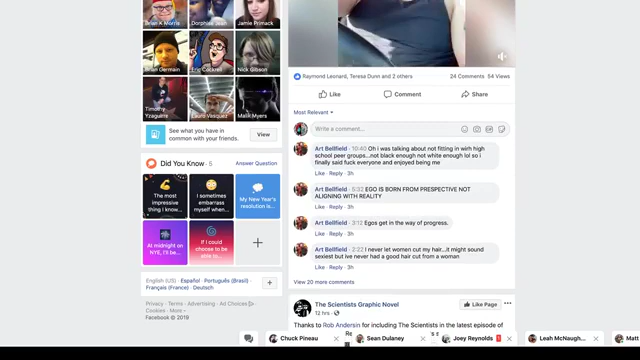 Brian K Morris
Dorphise Jean
Jamie Primack
Brian Germain
Eric Cockrell
Nick Gibson
Timothy Yzaguirre
Laura Vasquez
Malik Myers
See what you have in common with your friends.
View
Did You Know · 5
Answer Question
The most impressive thing I know...
I sometimes embarrass myself when...
My New Year's resolution is...
At midnight on NYE, I'll be...
If I could choose to be able to...
English (US) · Español · Português (Brasil) ·
Français (France) · Deutsch
Privacy · Terms · Advertising · Ad Choices ·
Cookies · More
Facebook © 2019
Raymond Leonard, Teresa Dunn and 2 others
24 Comments 54 Views
Like
Comment
Share
Most Relevant
Write a comment...
Art Bellfield · 10:40 Oh i was talking about not fitting in wirh high
school peer groups...not black enough not white enough lol so i
finally said fuck everyone and enjoyed being me
Like · Reply · 3h
Art Bellfield · 5:32 EGO IS BORN FROM PRESPECTIVE NOT
ALIGNING WITH REALITY
Like · Reply · 3h
Art Bellfield · 3:12 Egos get in the way of progress.
Like · Reply · 3h
Art Bellfield · 2:22 I never let women cut my hair...it might sound
sexiest but ive never had a good hair cut from a woman
Like · Reply · 3h
View 20 more comments
The Scientists Graphic Novel
12 hrs ·
Like Page
Thanks to Rob Andersin for including The Scientists in the latest episode of
Chuck Pineau
Sean Dulaney
Joey Reynolds
Leah McNaugh...
Matt